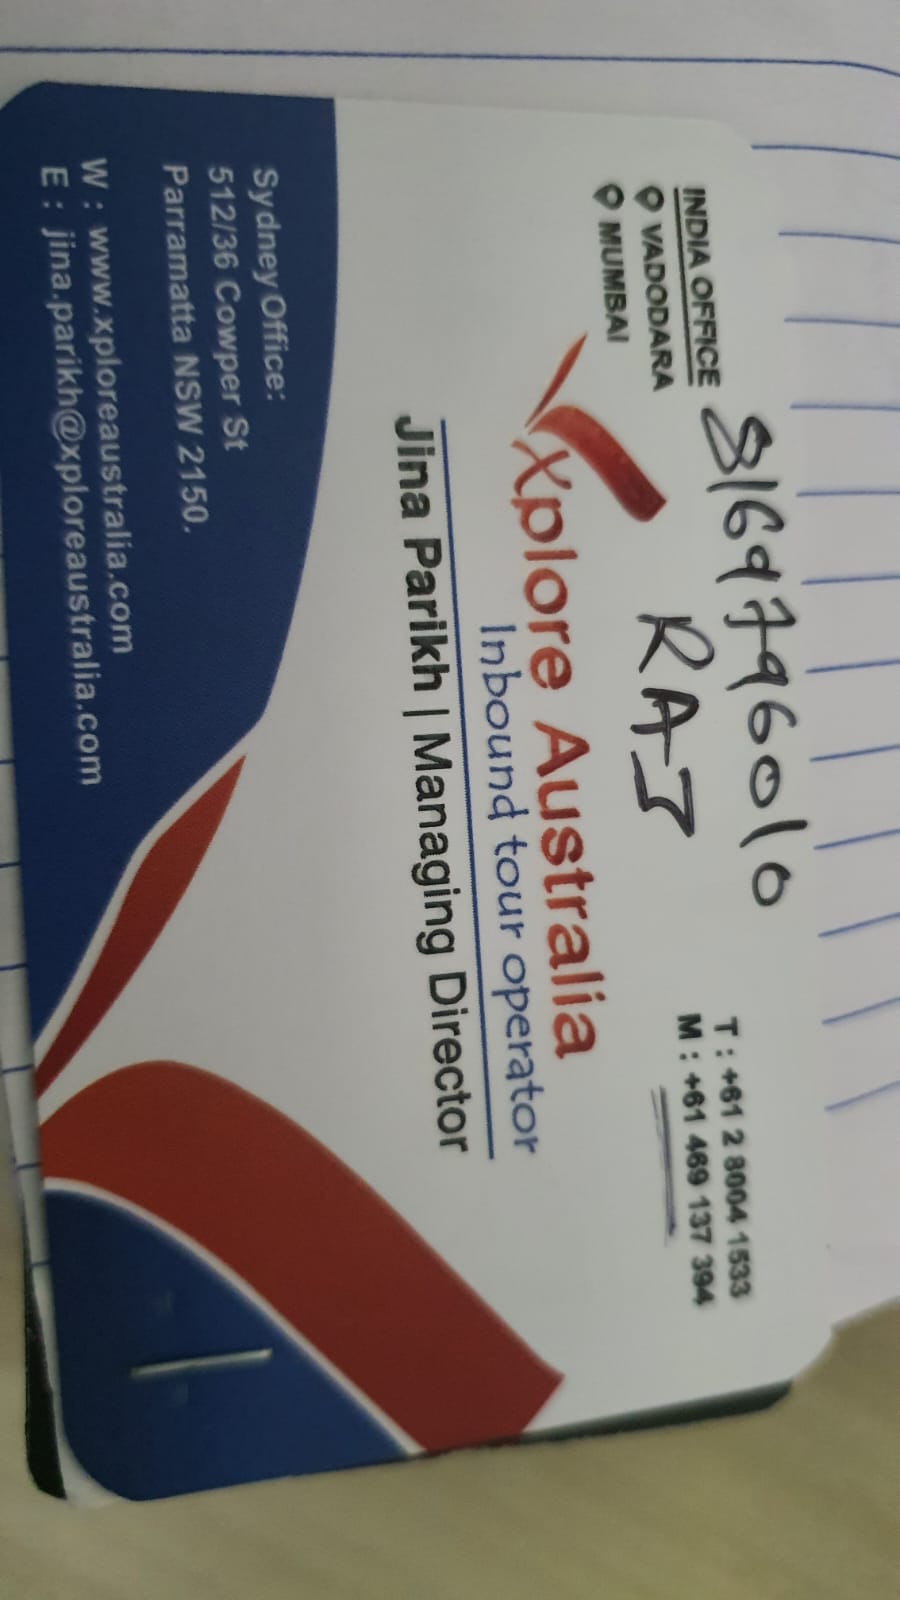 INDIA OFFICE
VADODARA
MUMBAI
8169796010
RAJ
T : +61 2 8004 1533
M : +61 469 137 394
Xplore Australia
Inbound tour operator
Jina Parikh | Managing Director
Sydney Office:
512/36 Cowper St
Parramatta NSW 2150.
W : www.xploreaustralia.com
E : jina.parikh@xploreaustralia.com